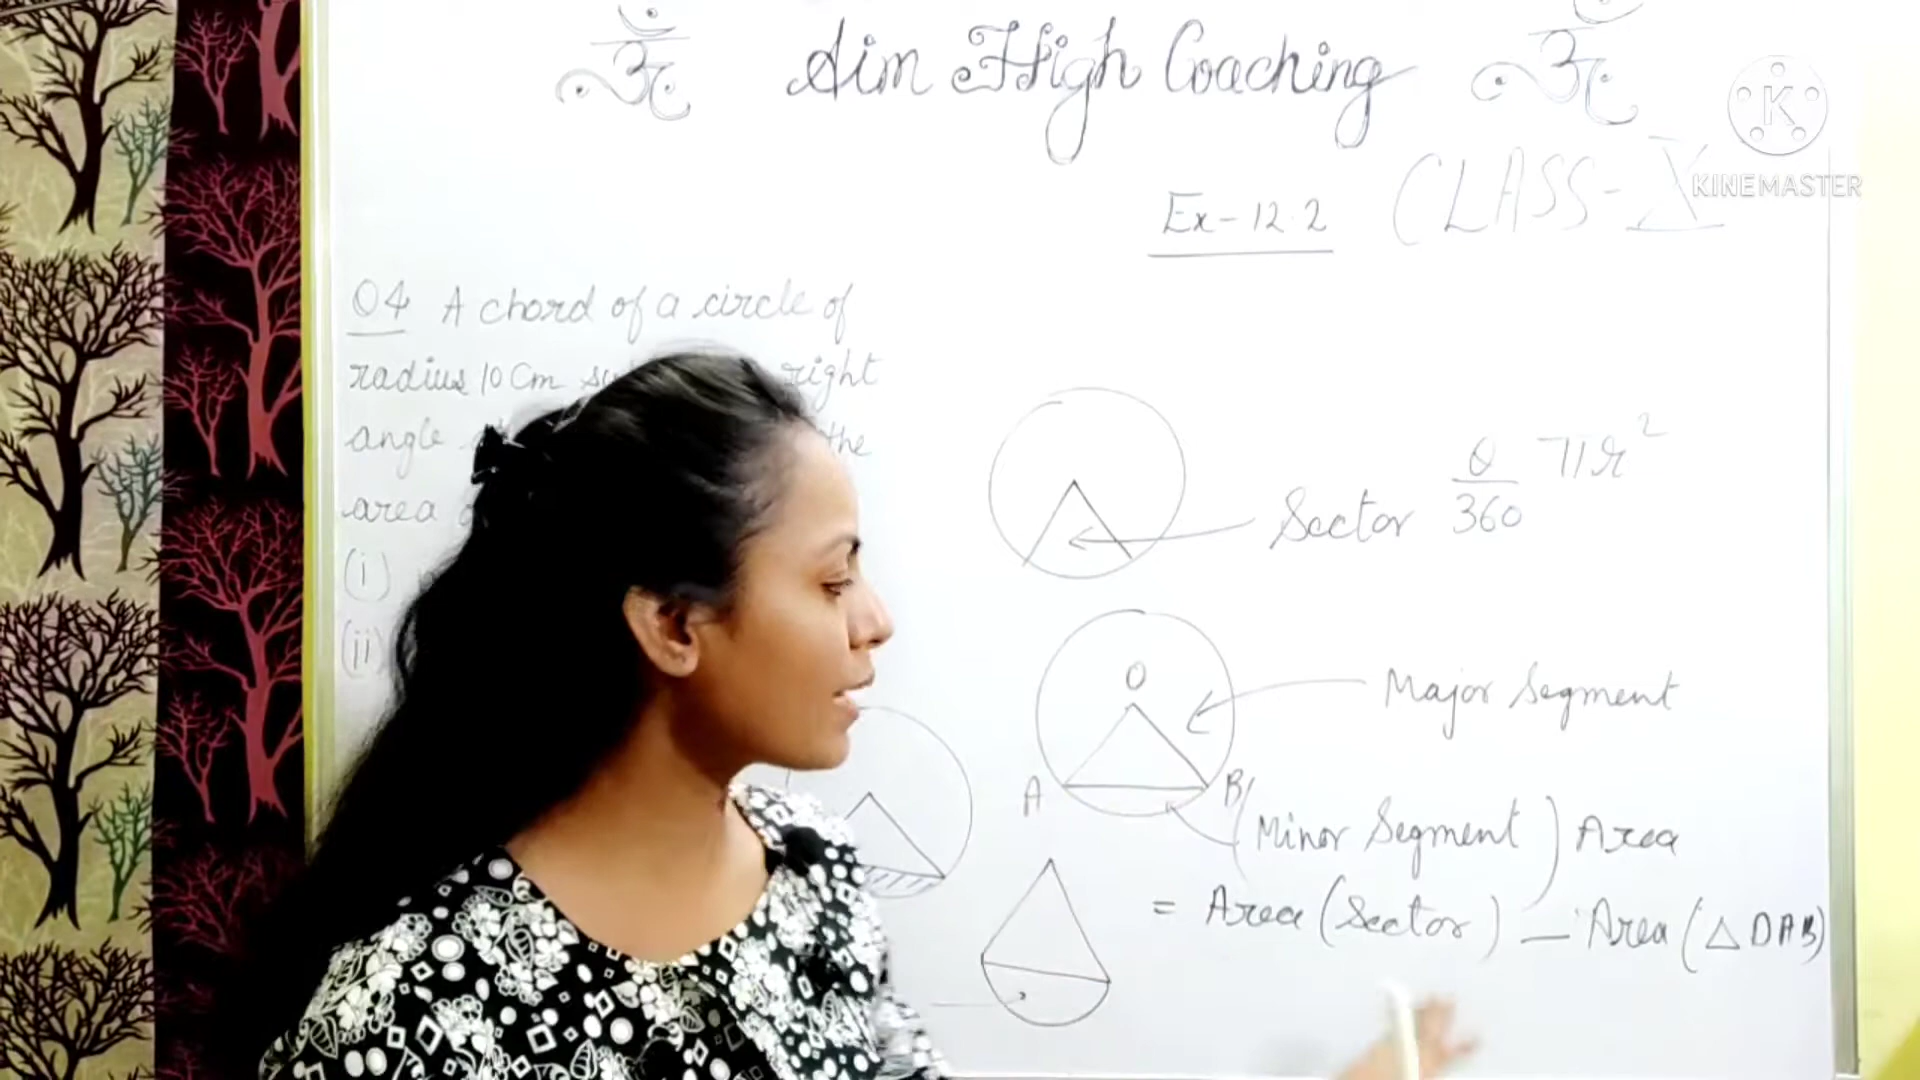 ॐ Aim High Coaching ॐ
K
KINEMASTER
CLASS-X
Ex-12.2
Q4 A chord of a circle of
radius 10 Cm right
angle the
area
(i)
(ii)
θ/360 πr²
Sector
O
Major Segment
A B
(Minor Segment) Area
= Area (Sector) — Area (△ OAB)